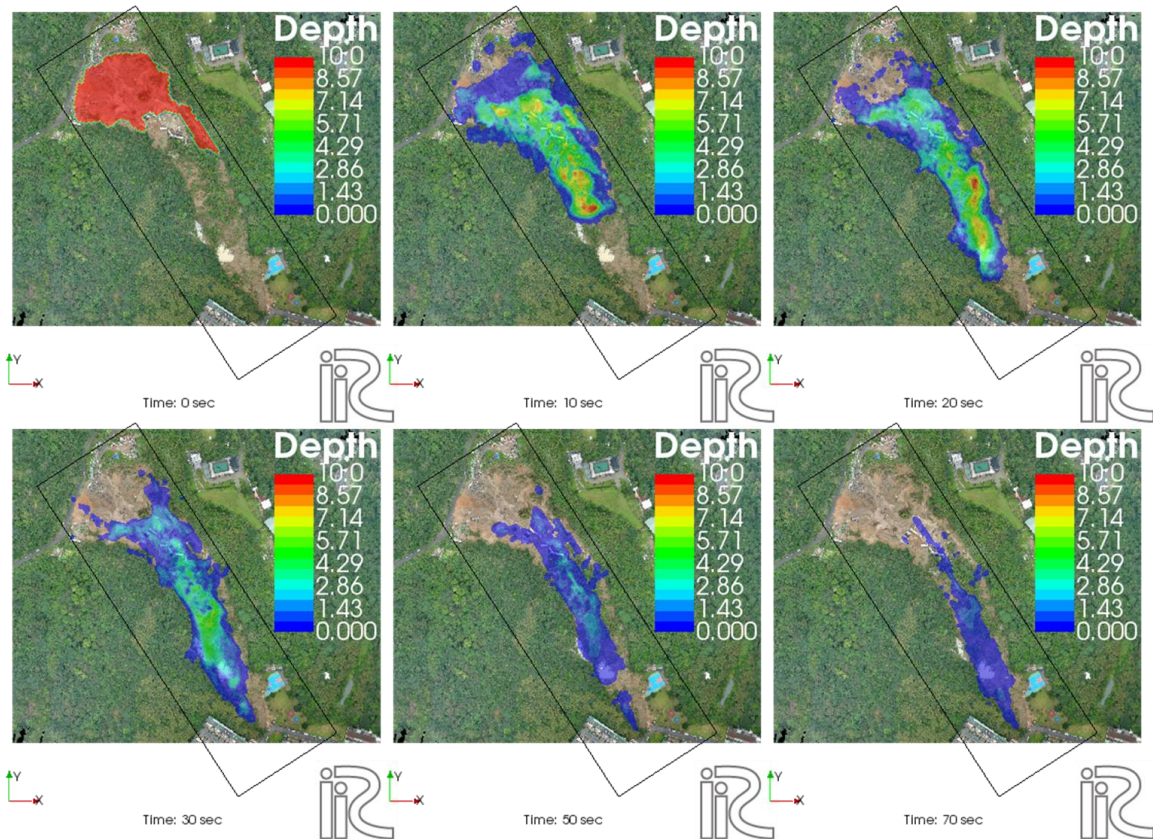 Depth
10.0
8.57
7.14
5.71
4.29
2.86
1.43
0.000
Y
X
Time: 0 sec
iRIC
Depth
10.0
8.57
7.14
5.71
4.29
2.86
1.43
0.000
Y
X
Time: 10 sec
iRIC
Depth
10.0
8.57
7.14
5.71
4.29
2.86
1.43
0.000
Y
X
Time: 20 sec
iRIC
Depth
10.0
8.57
7.14
5.71
4.29
2.86
1.43
0.000
Y
X
Time: 30 sec
iRIC
Depth
10.0
8.57
7.14
5.71
4.29
2.86
1.43
0.000
Y
X
Time: 50 sec
iRIC
Depth
10.0
8.57
7.14
5.71
4.29
2.86
1.43
0.000
Y
X
Time: 70 sec
iRIC